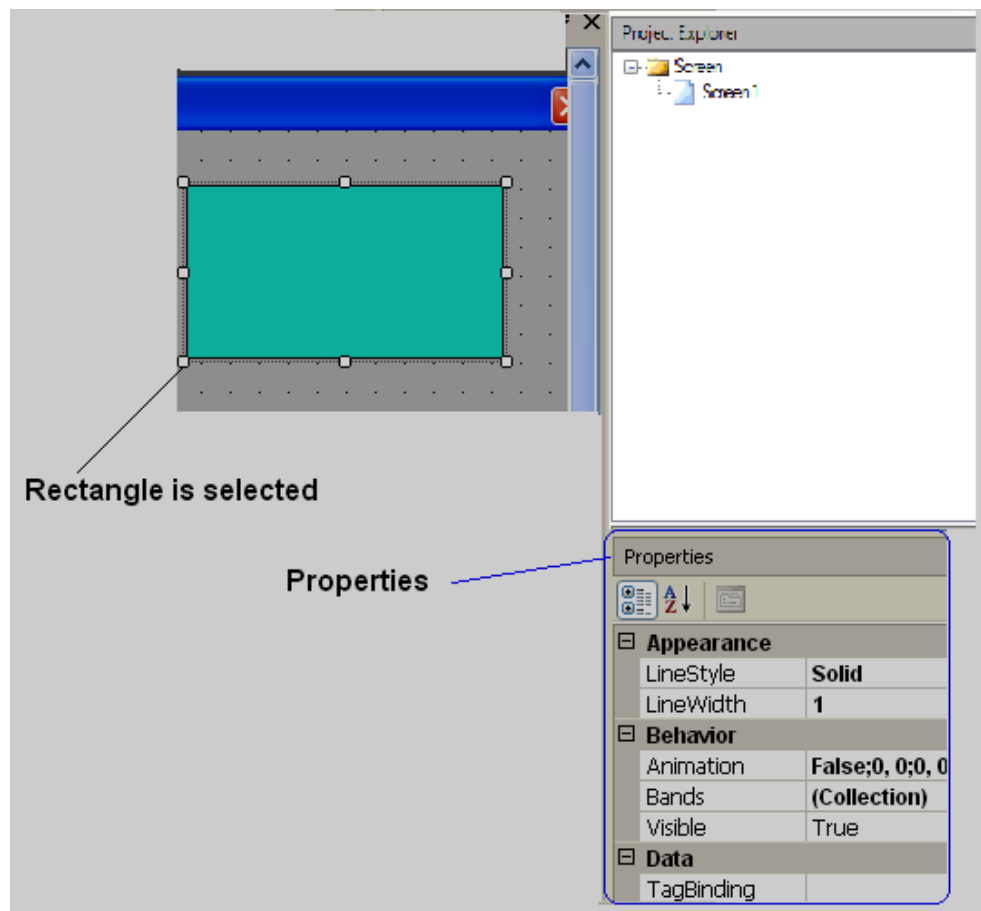 Project Explorer
Screen
Screen1
Rectangle is selected
Properties
Properties
Appearance
LineStyle Solid
LineWidth 1
Behavior
Animation False;0, 0;0, 0
Bands (Collection)
Visible True
Data
TagBinding